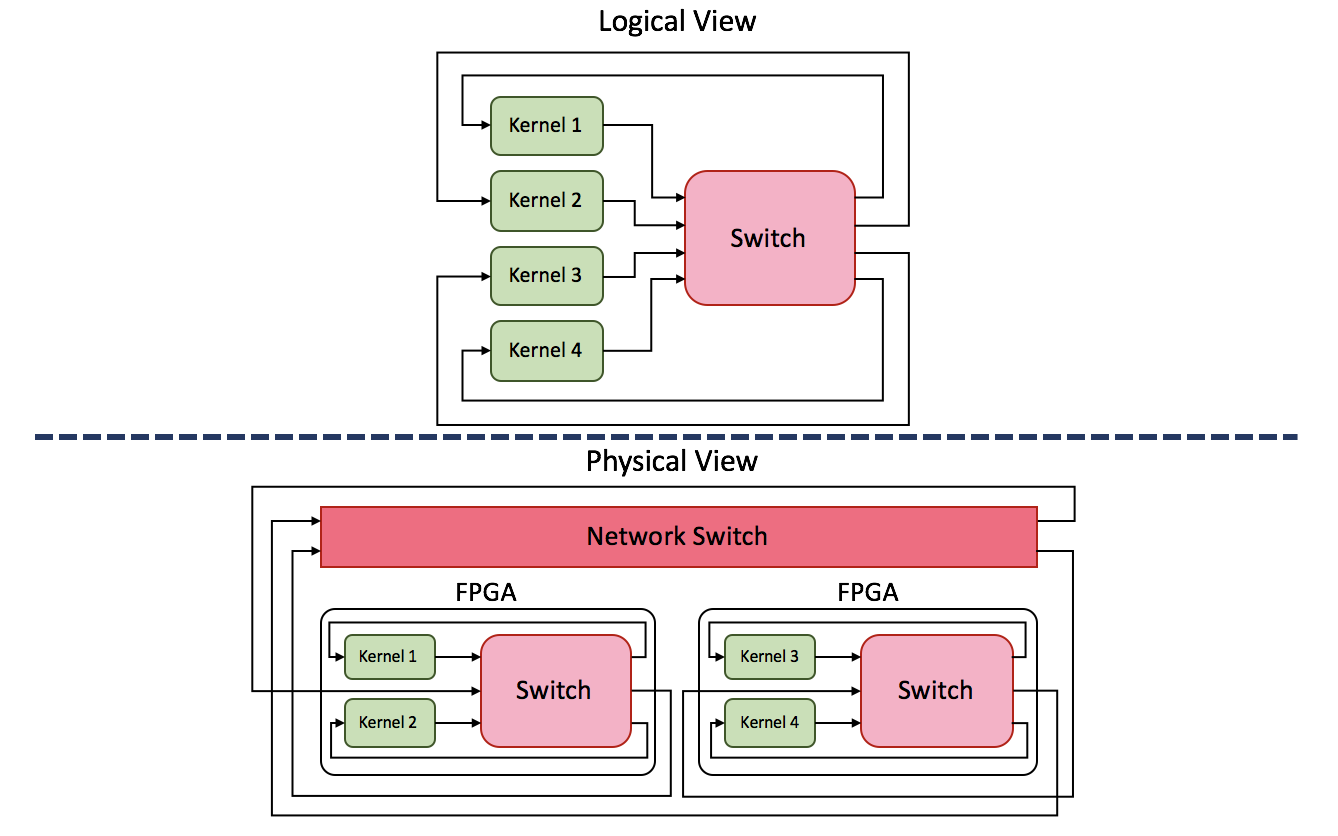 Logical View
Kernel 1
Kernel 2
Switch
Kernel 3
Kernel 4
Physical View
Network Switch
FPGA
FPGA
Kernel 1
Switch
Kernel 2
Kernel 3
Switch
Kernel 4